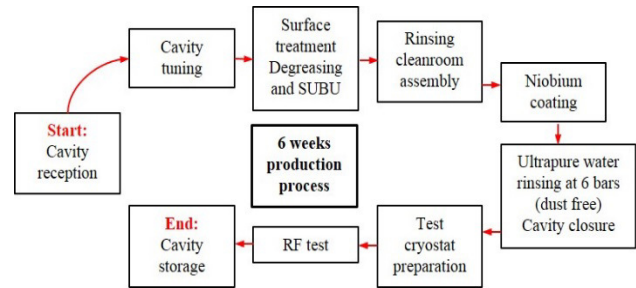 Start:
Cavity
reception
Cavity
tuning
Surface
treatment
Degreasing
and SUBU
Rinsing
cleanroom
assembly
Niobium
coating
Ultrapure water
rinsing at 6 bars
(dust free)
Cavity closure
Test
cryostat
preparation
RF test
End:
Cavity
storage
6 weeks
production
process